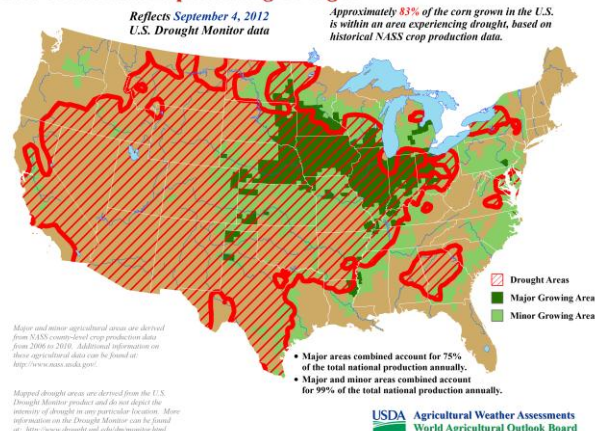 Reflects September 4, 2012
U.S. Drought Monitor data
Approximately 83% of the corn grown in the U.S.
is within an area experiencing drought, based on
historical NASS crop production data.
Drought Areas
Major Growing Area
Minor Growing Area
Major and minor agricultural areas are derived
from NASS county-level crop production data
from 2006 to 2010. Additional information on
these agricultural data can be found at:
http://www.nass.usda.gov/.
• Major areas combined account for 75%
of the total national production annually.
• Major and minor areas combined account
for 99% of the total national production annually.
Mapped drought areas are derived from the U.S.
Drought Monitor product and do not depict the
intensity of drought in any particular location. More
information on the Drought Monitor can be found
USDA Agricultural Weather Assessments
World Agricultural Outlook Board